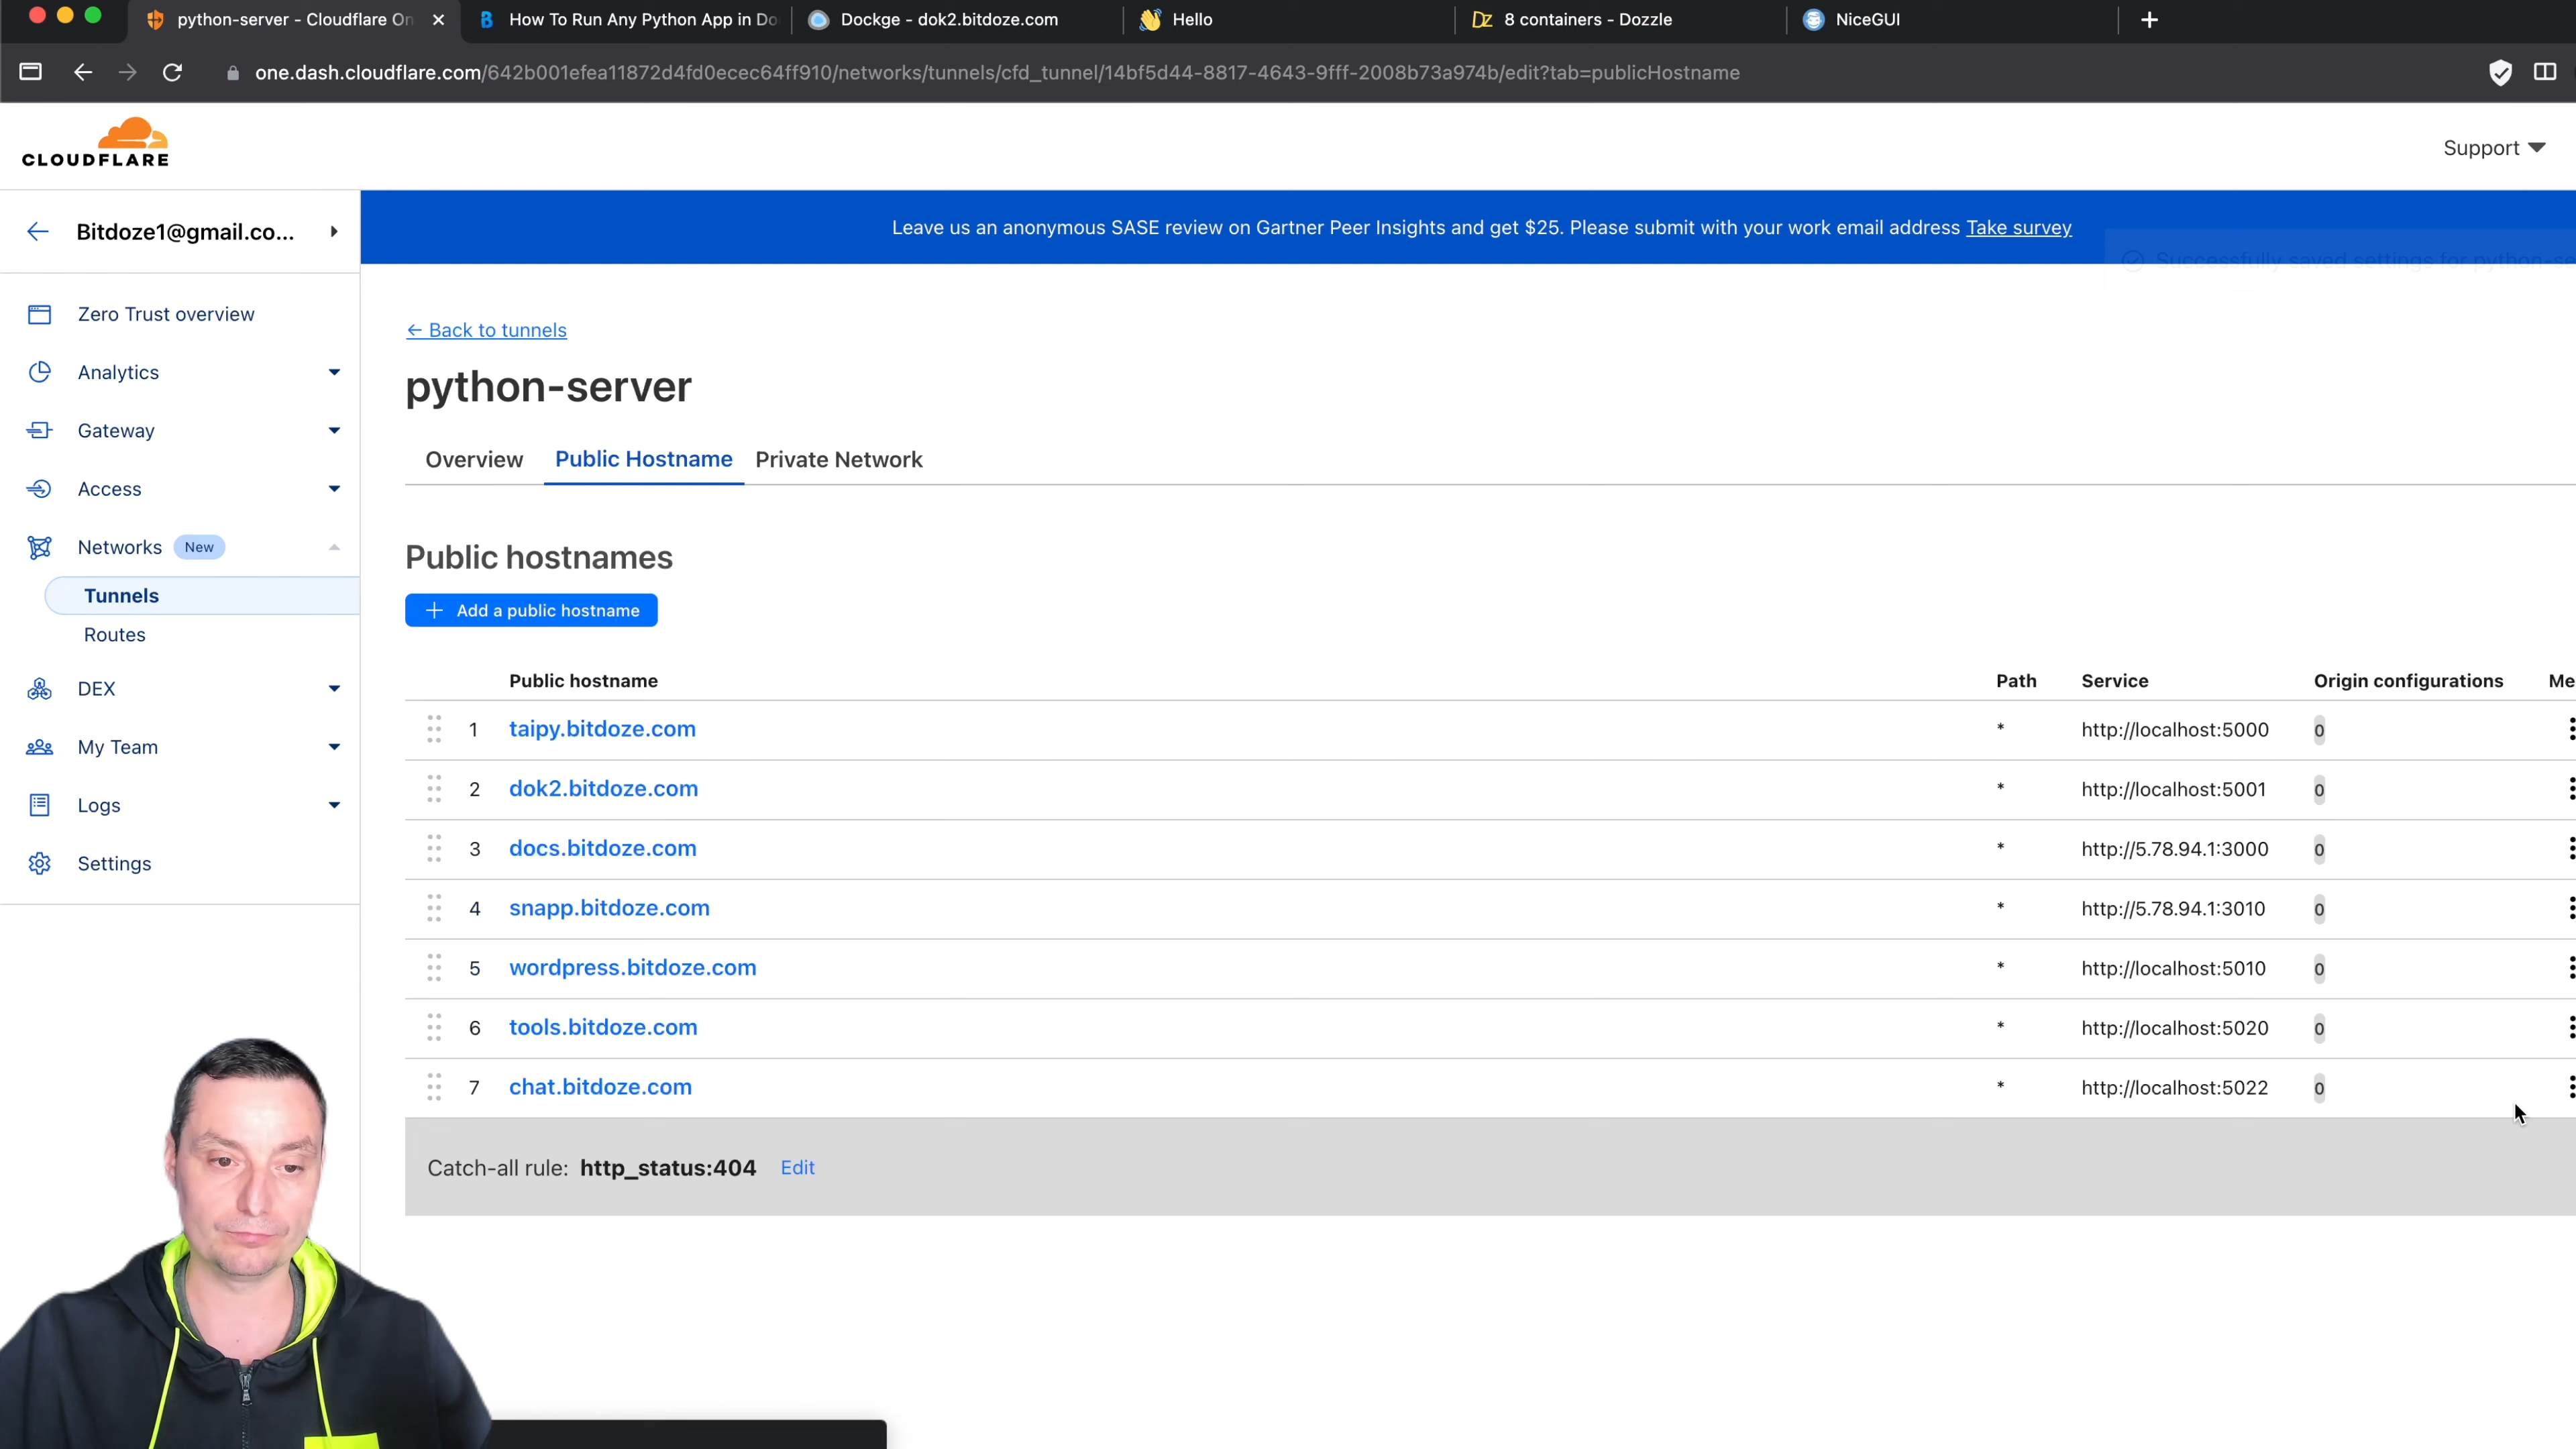 python-server - Cloudflare On
How To Run Any Python App in Do
Dockge - dok2.bitdoze.com
Hello
8 containers - Dozzle
NiceGUI
one.dash.cloudflare.com/642b001efea11872d4fd0ecec64ff910/networks/tunnels/cfd_tunnel/14bf5d44-8817-4643-9fff-2008b73a974b/edit?tab=publicHostname
CLOUDFLARE
Support
Bitdoze1@gmail.co...
Leave us an anonymous SASE review on Gartner Peer Insights and get $25. Please submit with your work email address Take survey
Successfully saved settings for python-se
Zero Trust overview
Analytics
Gateway
Access
Networks New
Tunnels
Routes
DEX
My Team
Logs
Settings
← Back to tunnels
python-server
Overview Public Hostname Private Network
Public hostnames
+ Add a public hostname
Public hostname Path Service Origin configurations Me
1 taipy.bitdoze.com * http://localhost:5000 0
2 dok2.bitdoze.com * http://localhost:5001 0
3 docs.bitdoze.com * http://5.78.94.1:3000 0
4 snapp.bitdoze.com * http://5.78.94.1:3010 0
5 wordpress.bitdoze.com * http://localhost:5010 0
6 tools.bitdoze.com * http://localhost:5020 0
7 chat.bitdoze.com * http://localhost:5022 0
Catch-all rule: http_status:404 Edit